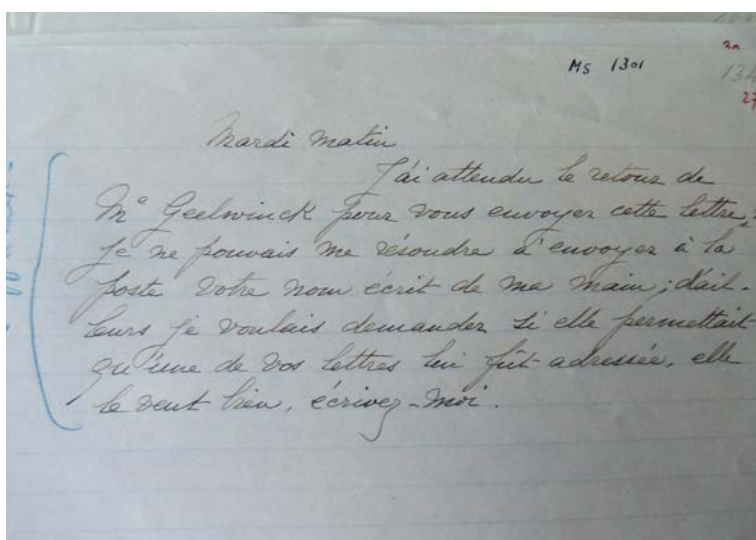 MS 1301
27
Mardi matin
J'ai attendu le retour de
Me Geelwinck pour vous envoyer cette lettre,
je ne pouvais me résoudre à envoyer à la
poste votre nom écrit de ma main; d'ail-
leurs je voulais demander si elle permettait
qu'une de vos lettres lui fût adressée, elle
le veut bien, écrivez-moi.